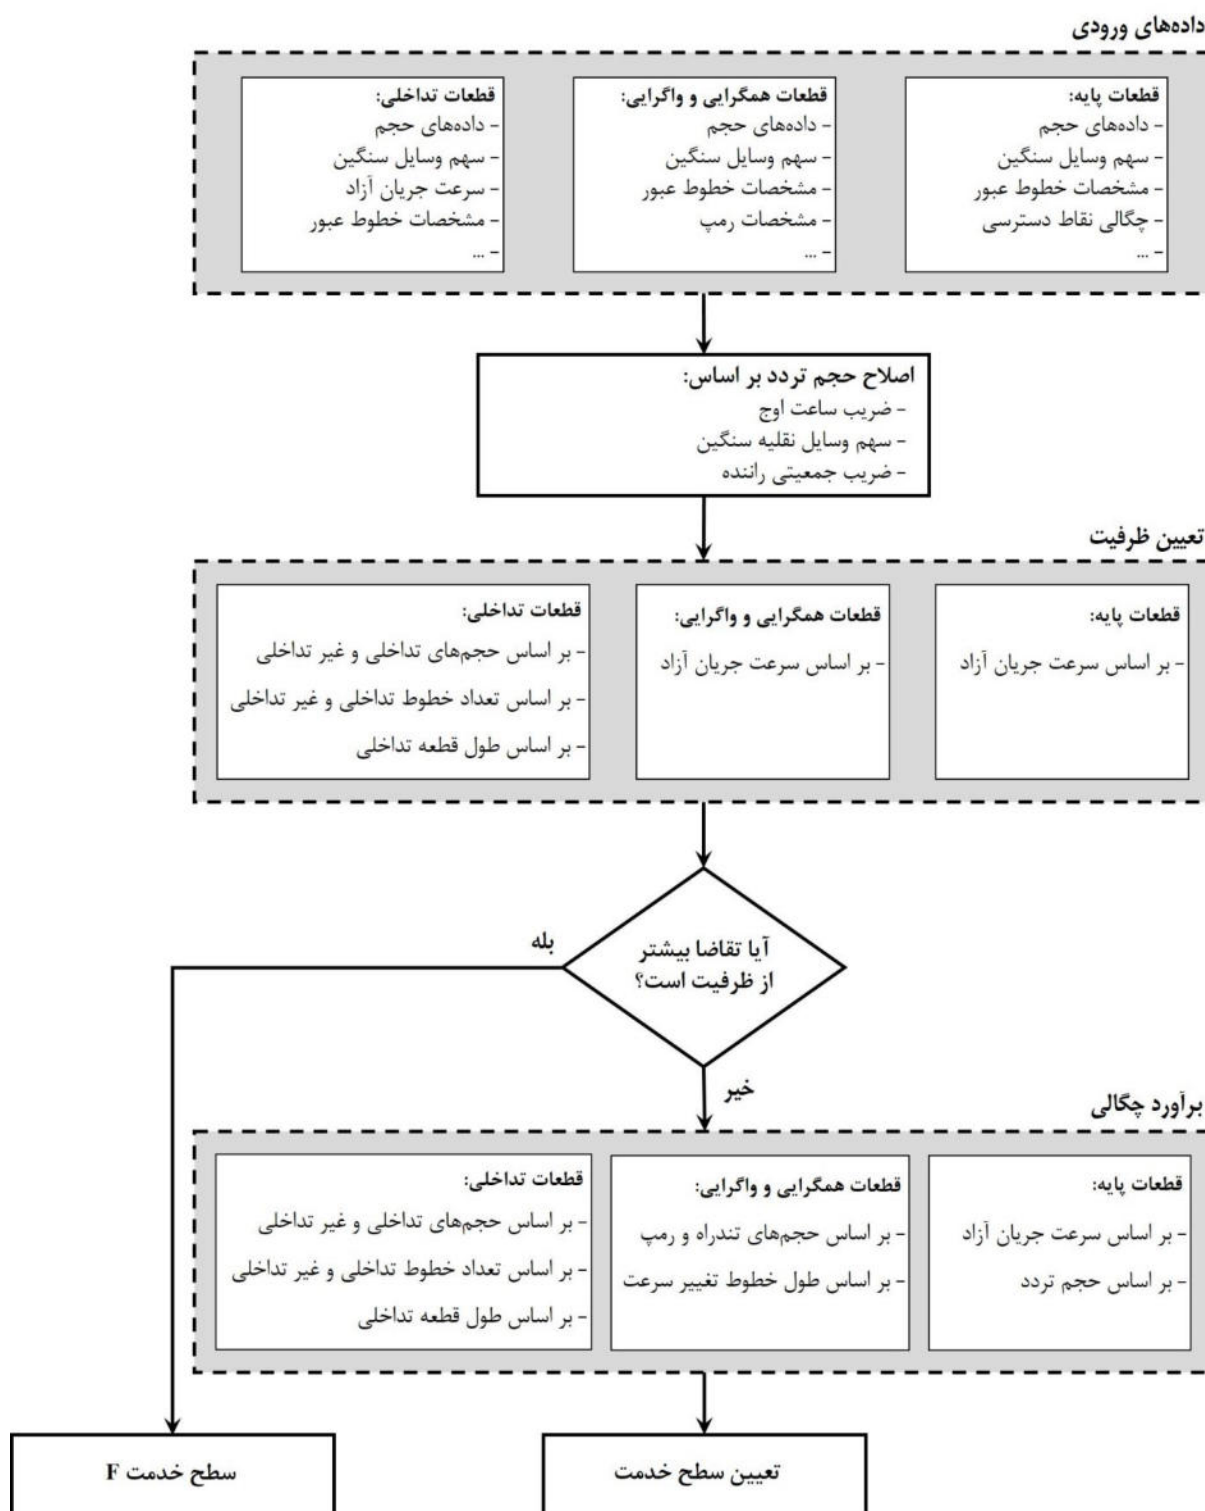 داده‌های ورودی
قطعات پایه:
- داده‌های حجم
- سهم وسایل سنگین
- مشخصات خطوط عبور
- چگالی نقاط دسترسی
- ...
قطعات همگرایی و واگرایی:
- داده‌های حجم
- سهم وسایل سنگین
- مشخصات خطوط عبور
- مشخصات رمپ
- ...
قطعات تداخلی:
- داده‌های حجم
- سهم وسایل سنگین
- سرعت جریان آزاد
- مشخصات خطوط عبور
- ...
اصلاح حجم تردد بر اساس:
- ضریب ساعت اوج
- سهم وسایل نقلیه سنگین
- ضریب جمعیتی راننده
تعیین ظرفیت
قطعات پایه:
- بر اساس سرعت جریان آزاد
قطعات همگرایی و واگرایی:
- بر اساس سرعت جریان آزاد
قطعات تداخلی:
- بر اساس حجم‌های تداخلی و غیر تداخلی
- بر اساس تعداد خطوط تداخلی و غیر تداخلی
- بر اساس طول قطعه تداخلی
آیا تقاضا بیشتر
از ظرفیت است؟
بله
خیر
برآورد چگالی
قطعات پایه:
- بر اساس سرعت جریان آزاد
- بر اساس حجم تردد
قطعات همگرایی و واگرایی:
- بر اساس حجم‌های تندراه و رمپ
- بر اساس طول خطوط تغییر سرعت
قطعات تداخلی:
- بر اساس حجم‌های تداخلی و غیر تداخلی
- بر اساس تعداد خطوط تداخلی و غیر تداخلی
- بر اساس طول قطعه تداخلی
تعیین سطح خدمت
سطح خدمت F